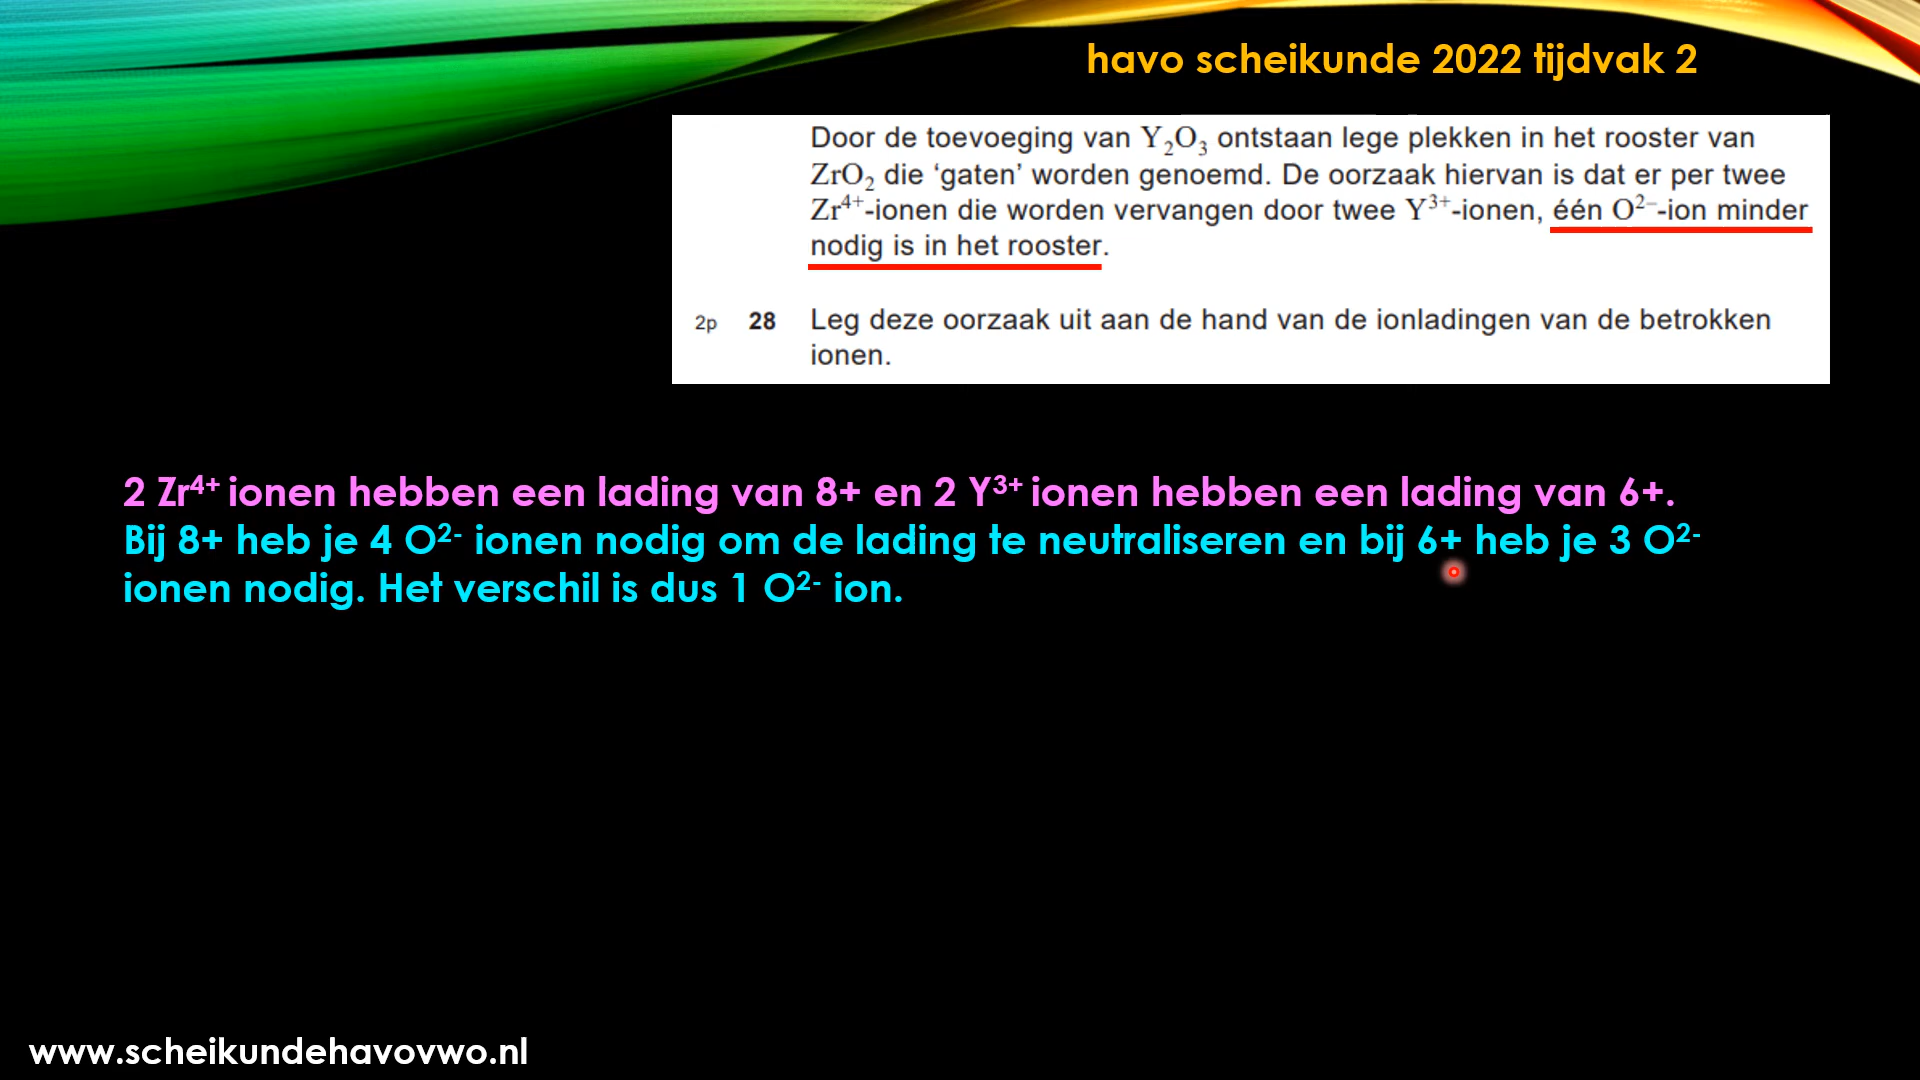 havo scheikunde 2022 tijdvak 2
Door de toevoeging van Y₂O₃ ontstaan lege plekken in het rooster van
ZrO₂ die ‘gaten’ worden genoemd. De oorzaak hiervan is dat er per twee
Zr⁴⁺-ionen die worden vervangen door twee Y³⁺-ionen, één O²⁻-ion minder
nodig is in het rooster.
2p 28 Leg deze oorzaak uit aan de hand van de ionladingen van de betrokken
ionen.
2 Zr⁴⁺ ionen hebben een lading van 8+ en 2 Y³⁺ ionen hebben een lading van 6+.
Bij 8+ heb je 4 O²⁻ ionen nodig om de lading te neutraliseren en bij 6+ heb je 3 O²⁻
ionen nodig. Het verschil is dus 1 O²⁻ ion.
www.scheikundehavovwo.nl